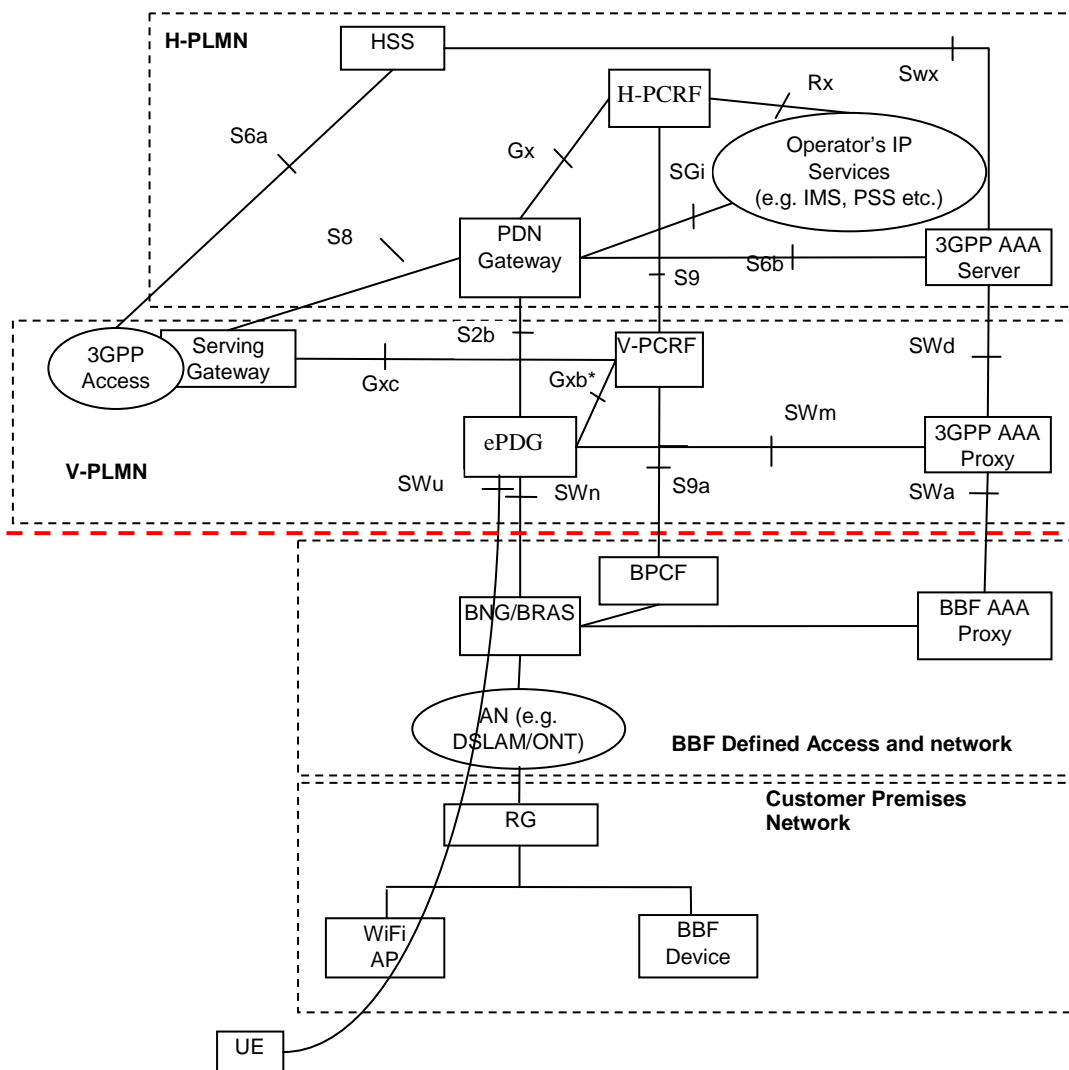 H-PLMN
HSS
Swx
Rx
H-PCRF
S6a
Gx
SGi
Operator's IP
Services
(e.g. IMS, PSS etc.)
S8
PDN
Gateway
S6b
S9
3GPP AAA
Server
3GPP
Access
Serving
Gateway
S2b
V-PCRF
Gxc
Gxb*
SWd
ePDG
SWm
3GPP AAA
Proxy
V-PLMN
SWu
SWn
S9a
SWa
BPCF
BNG/BRAS
BBF AAA
Proxy
AN (e.g.
DSLAM/ONT)
BBF Defined Access and network
Customer Premises
Network
RG
WiFi
AP
BBF
Device
UE